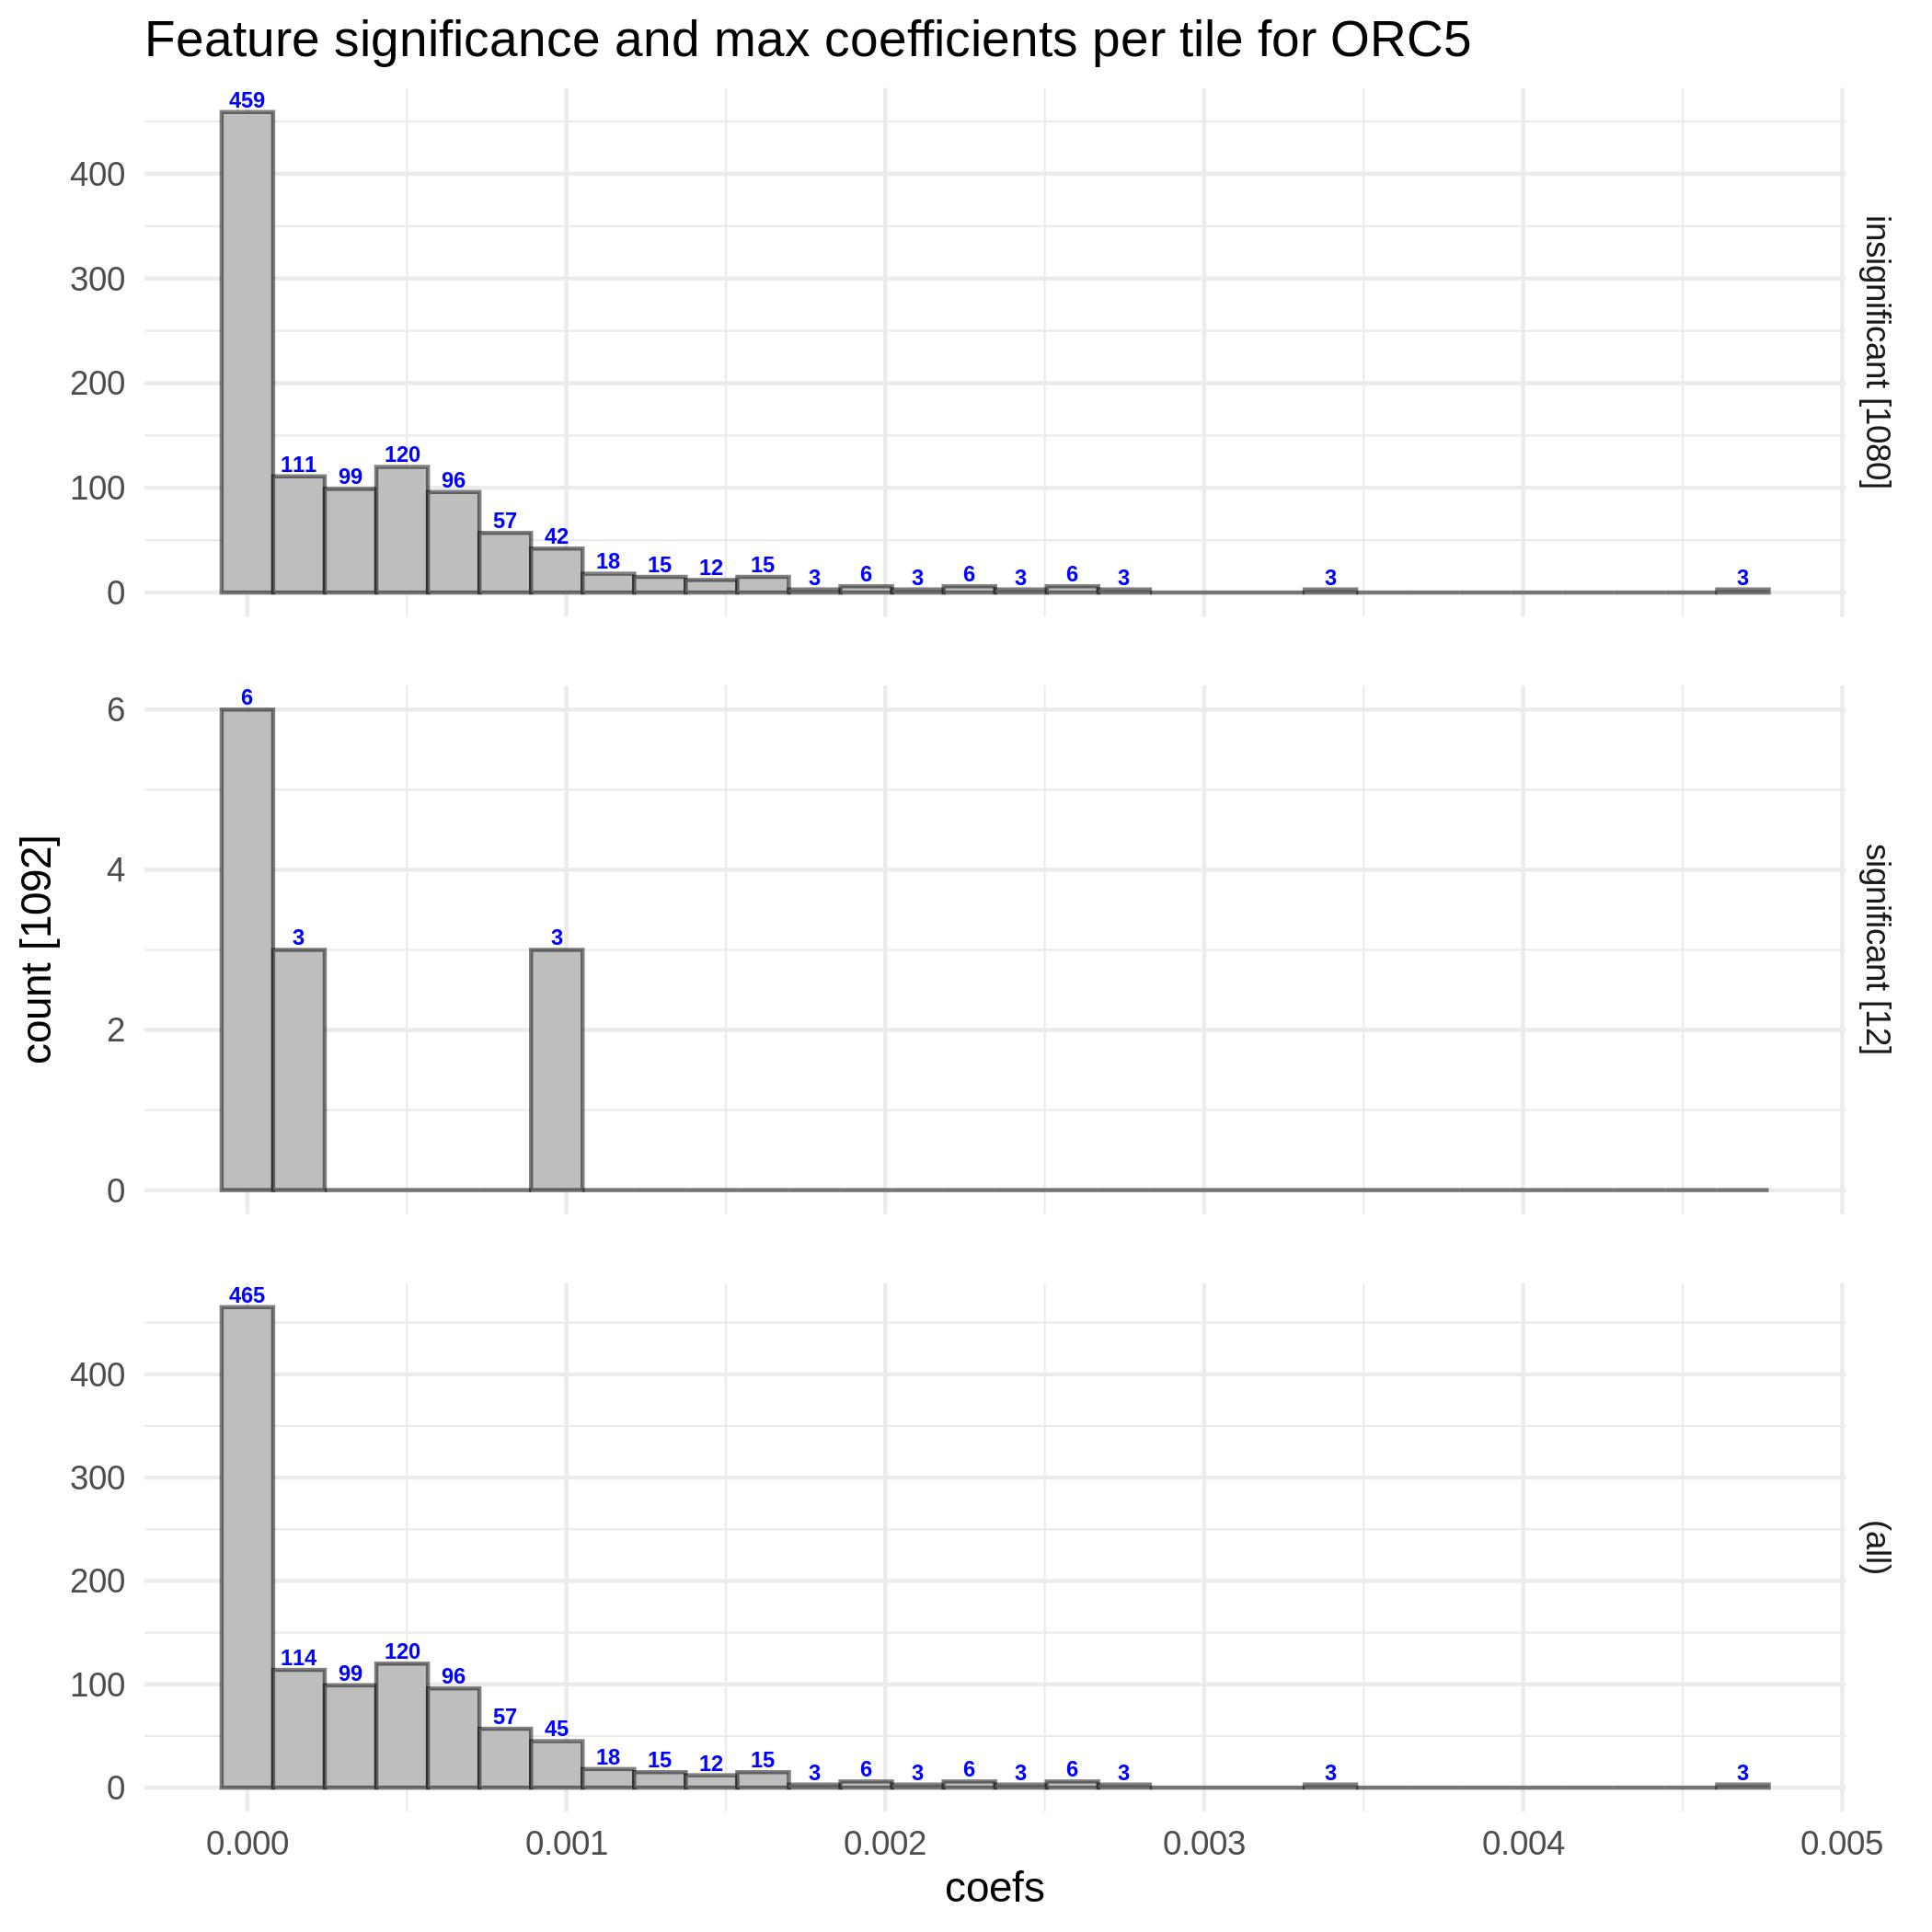 Feature significance and max coefficients per tile for ORC5
459
400
300
200
111 99 120 96
100
57 42 18 15 12 15 3 6 3 6 3 6 3 3 3
0
insignificant [1080]
6
6
4
3 3
2
0
significant [12]
count [1092]
465
400
300
200
114 99 120 96
100
57 45 18 15 12 15 3 6 3 6 3 6 3 3 3
0
(all)
0.000 0.001 0.002 0.003 0.004 0.005
coefs